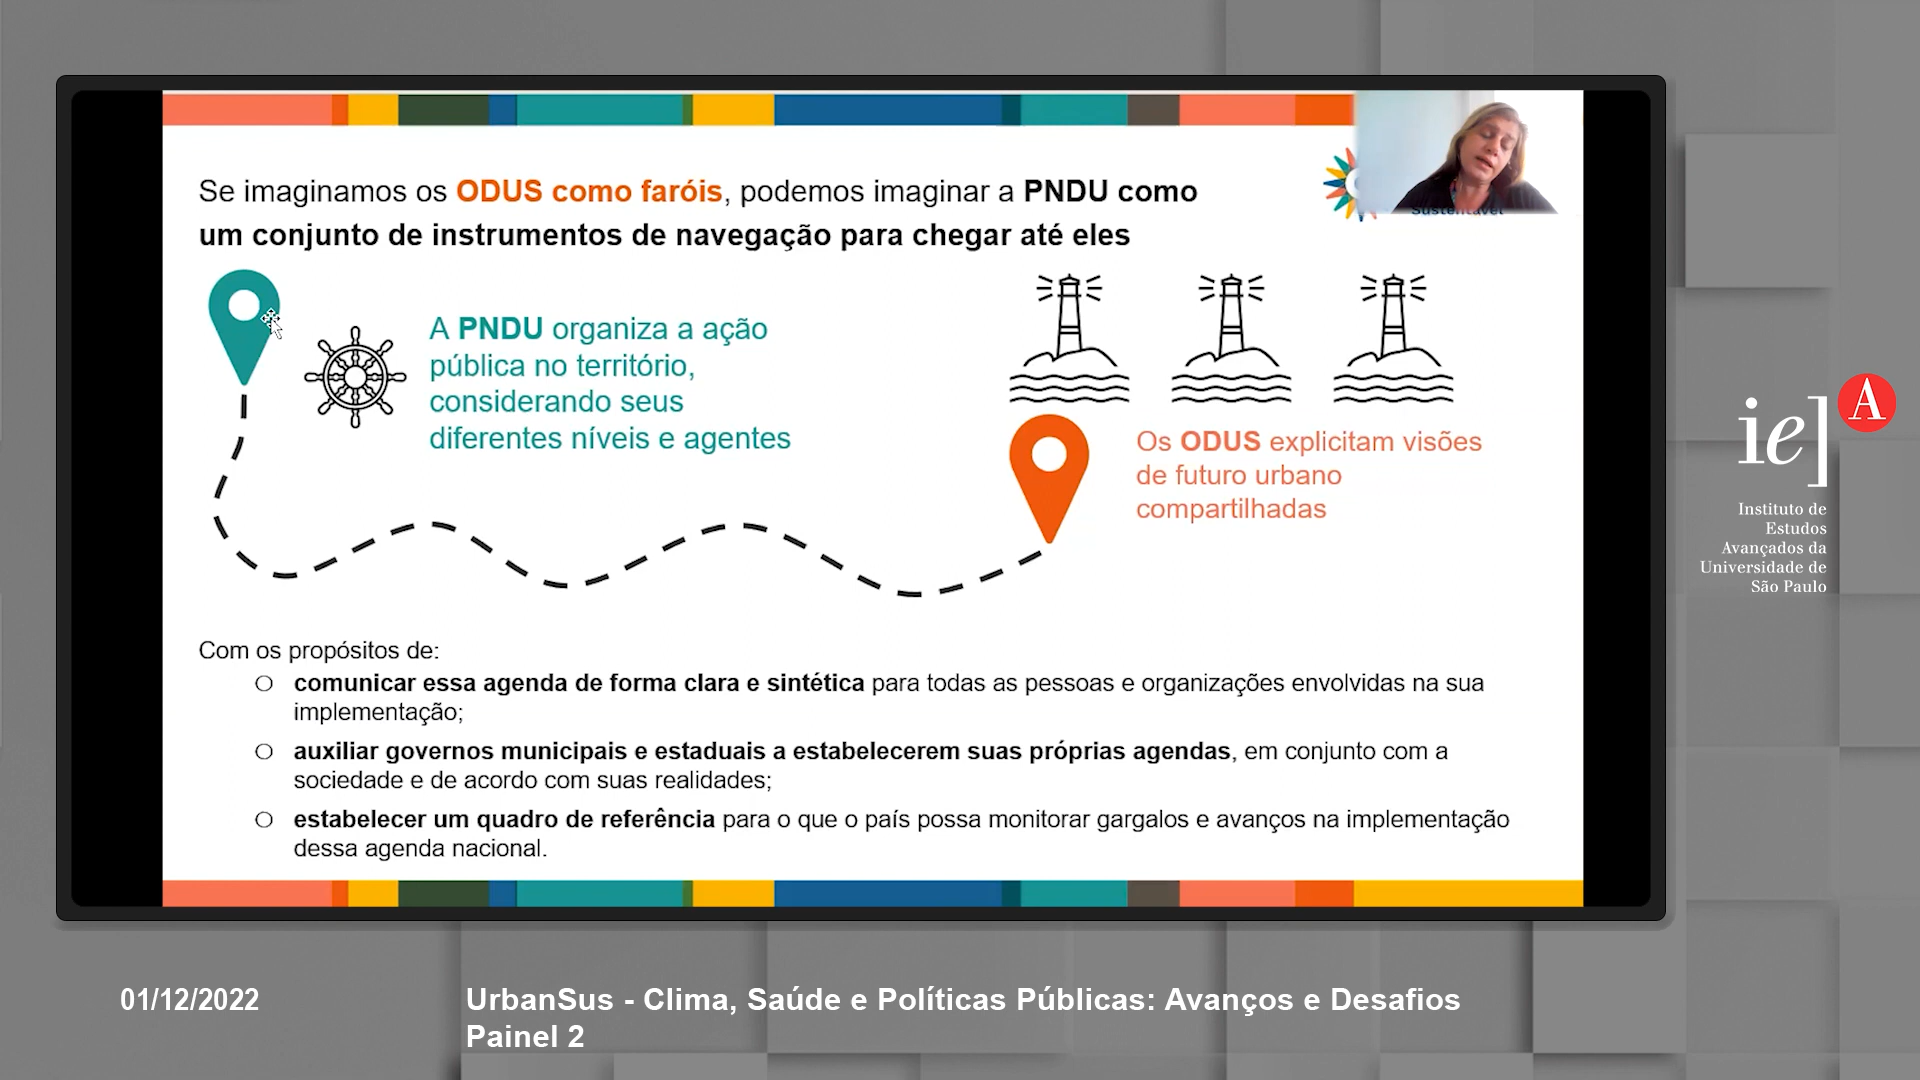 Se imaginamos os ODUS como faróis, podemos imaginar a PNDU como
um conjunto de instrumentos de navegação para chegar até eles
Sustentável
A PNDU organiza a ação
pública no território,
considerando seus
diferentes níveis e agentes
Os ODUS explicitam visões
de futuro urbano
compartilhadas
Com os propósitos de:
comunicar essa agenda de forma clara e sintética para todas as pessoas e organizações envolvidas na sua
implementação;
auxiliar governos municipais e estaduais a estabelecerem suas próprias agendas, em conjunto com a
sociedade e de acordo com suas realidades;
estabelecer um quadro de referência para o que o país possa monitorar gargalos e avanços na implementação
dessa agenda nacional.
ie] A
Instituto de
Estudos
Avançados da
Universidade de
São Paulo
01/12/2022
UrbanSus - Clima, Saúde e Políticas Públicas: Avanços e Desafios
Painel 2